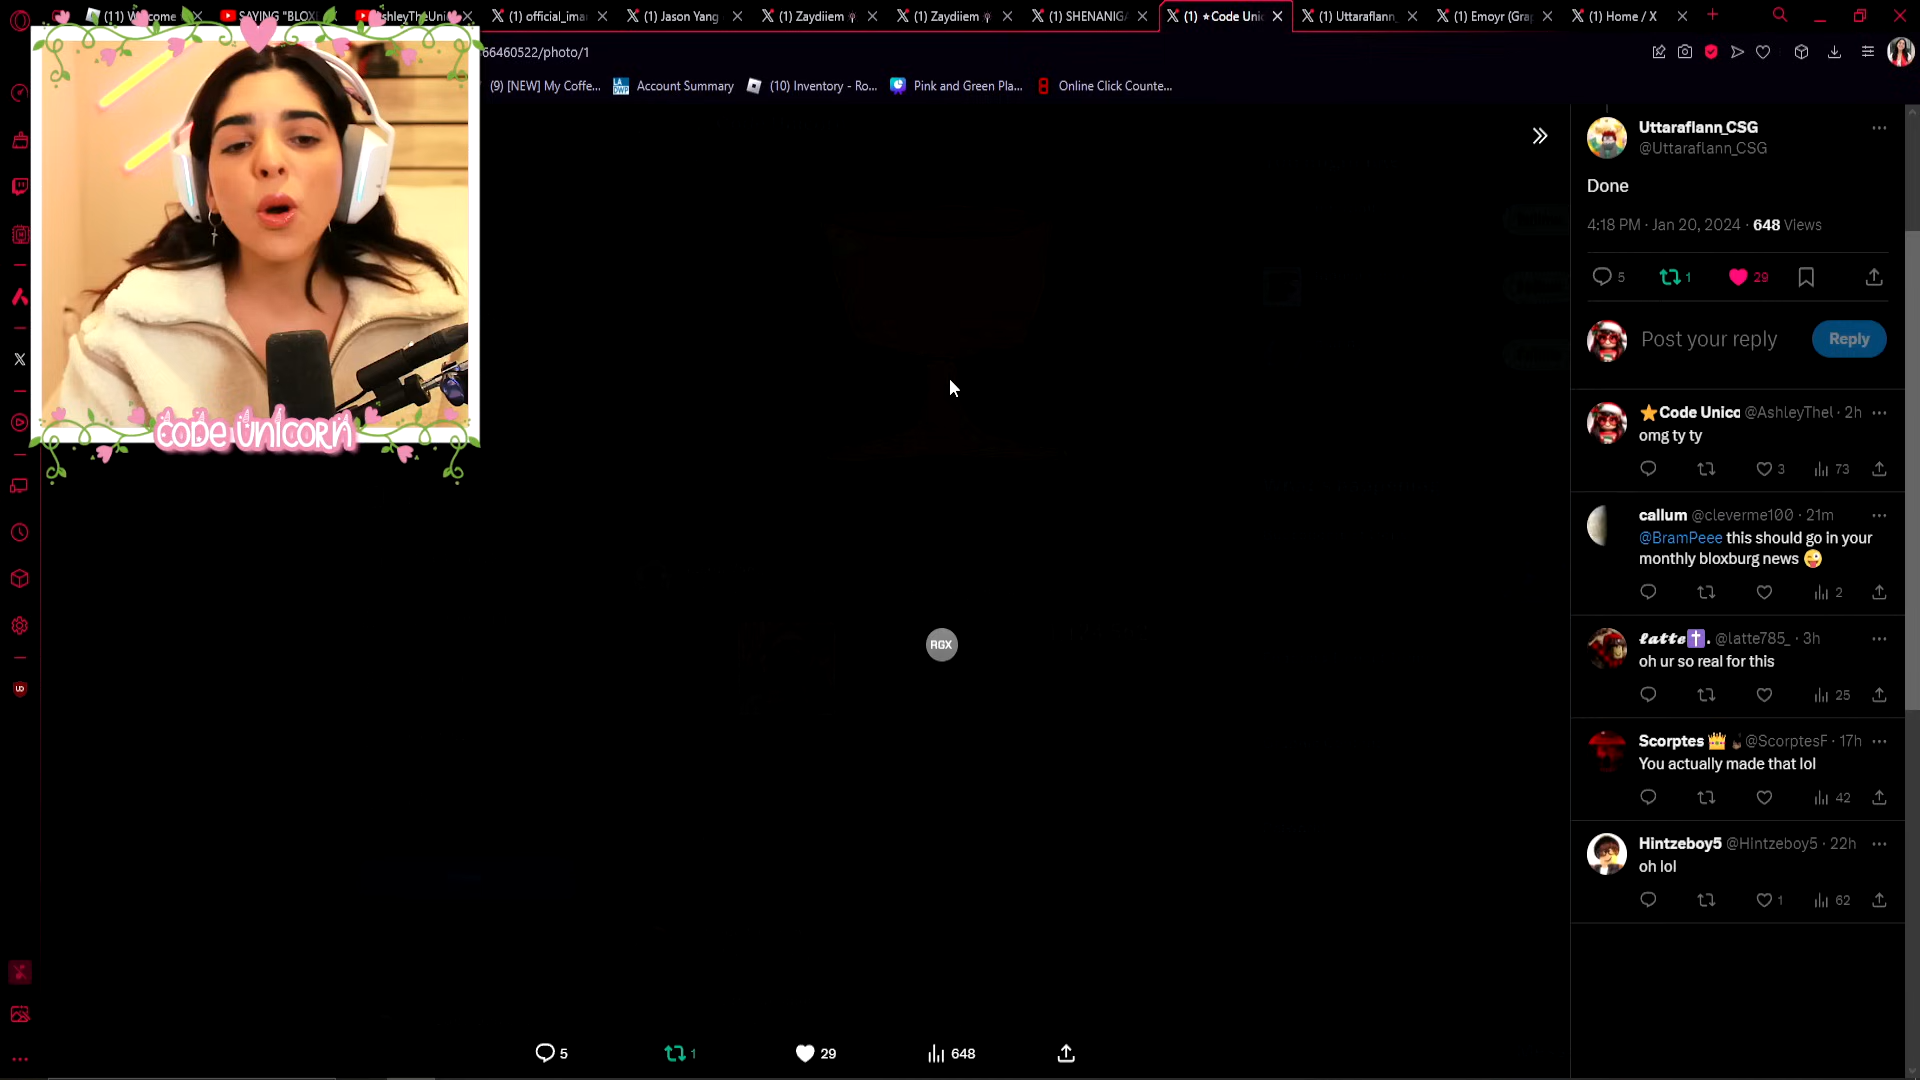 (11) Welcome
SAYING "BLOX
AshleyTheUni
(1) official_ima
(1) Jason Yang
(1) Zaydiiem
(1) Zaydiiem
(1) SHENANIGA
(1) ★Code Unic
(1) Uttaraflann_
(1) Emoyr (Gra
(1) Home / X
66460522/photo/1
(9) [NEW] My Coffe...
LA DWP
Account Summary
(10) Inventory - Ro...
Pink and Green Pla...
8
Online Click Counte...
CODE UNICORN
Uttaraflann_CSG
@Uttaraflann_CSG
Done
4:18 PM · Jan 20, 2024 · 648 Views
5 1 29
Post your reply
Reply
⭐Code Unico @AshleyTheI · 2h
omg ty ty
3 73
callum @cleverme100 · 21m
@BramPeee this should go in your
monthly bloxburg news 😜
2
𝓵𝓪𝓽𝓽𝓮✝️. @latte785_ · 3h
oh ur so real for this
25
Scorptes 👑 @ScorptesF · 17h
You actually made that lol
42
Hintzeboy5 @Hintzeboy5 · 22h
oh lol
1 62
RGX
5 1 29 648